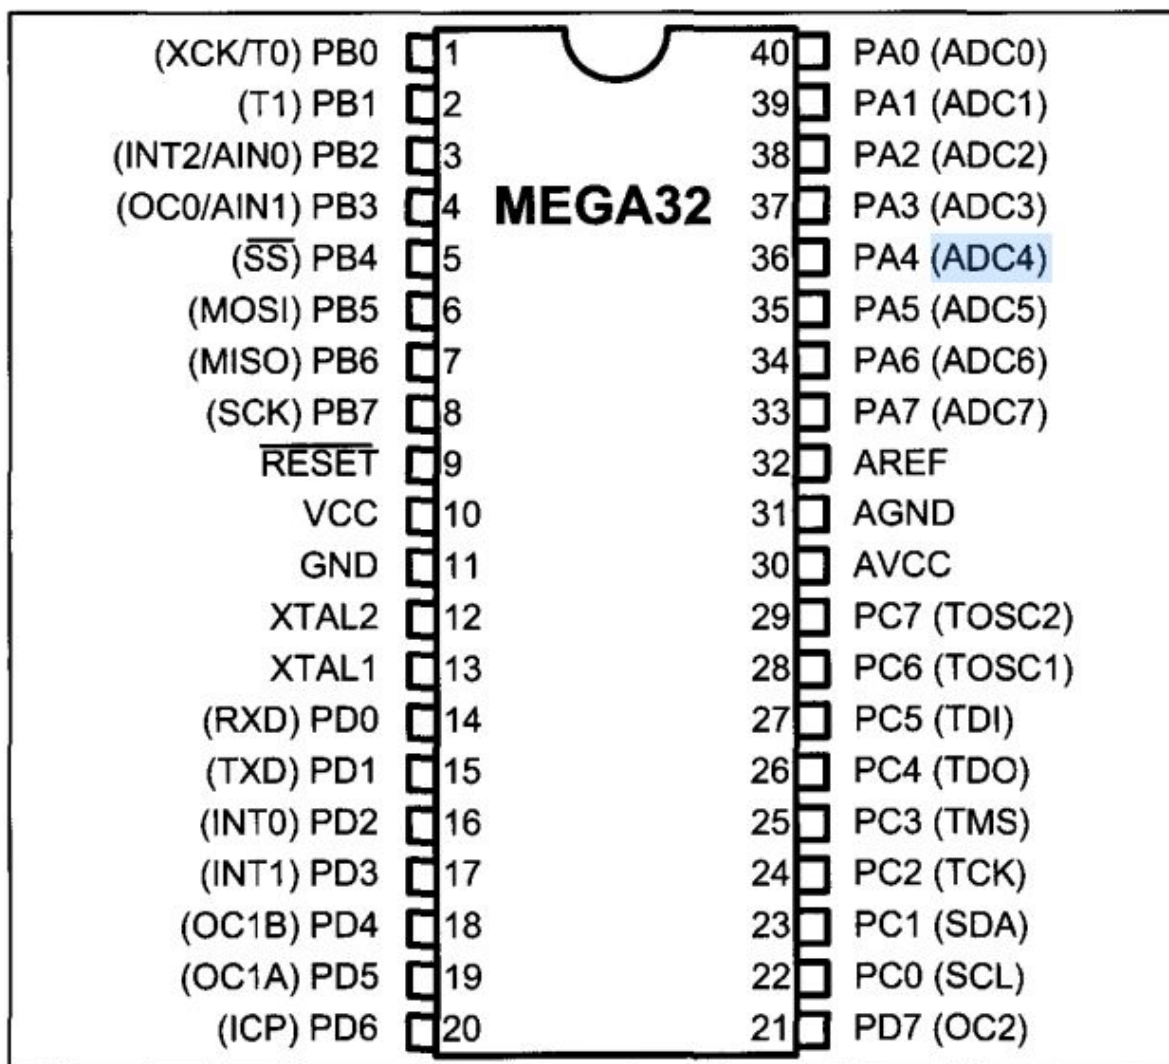 (XCK/T0) PB0 1 40 PA0 (ADC0)
(T1) PB1 2 39 PA1 (ADC1)
(INT2/AIN0) PB2 3 38 PA2 (ADC2)
(OC0/AIN1) PB3 4 MEGA32 37 PA3 (ADC3)
(SS) PB4 5 36 PA4 (ADC4)
(MOSI) PB5 6 35 PA5 (ADC5)
(MISO) PB6 7 34 PA6 (ADC6)
(SCK) PB7 8 33 PA7 (ADC7)
RESET 9 32 AREF
VCC 10 31 AGND
GND 11 30 AVCC
XTAL2 12 29 PC7 (TOSC2)
XTAL1 13 28 PC6 (TOSC1)
(RXD) PD0 14 27 PC5 (TDI)
(TXD) PD1 15 26 PC4 (TDO)
(INT0) PD2 16 25 PC3 (TMS)
(INT1) PD3 17 24 PC2 (TCK)
(OC1B) PD4 18 23 PC1 (SDA)
(OC1A) PD5 19 22 PC0 (SCL)
(ICP) PD6 20 21 PD7 (OC2)